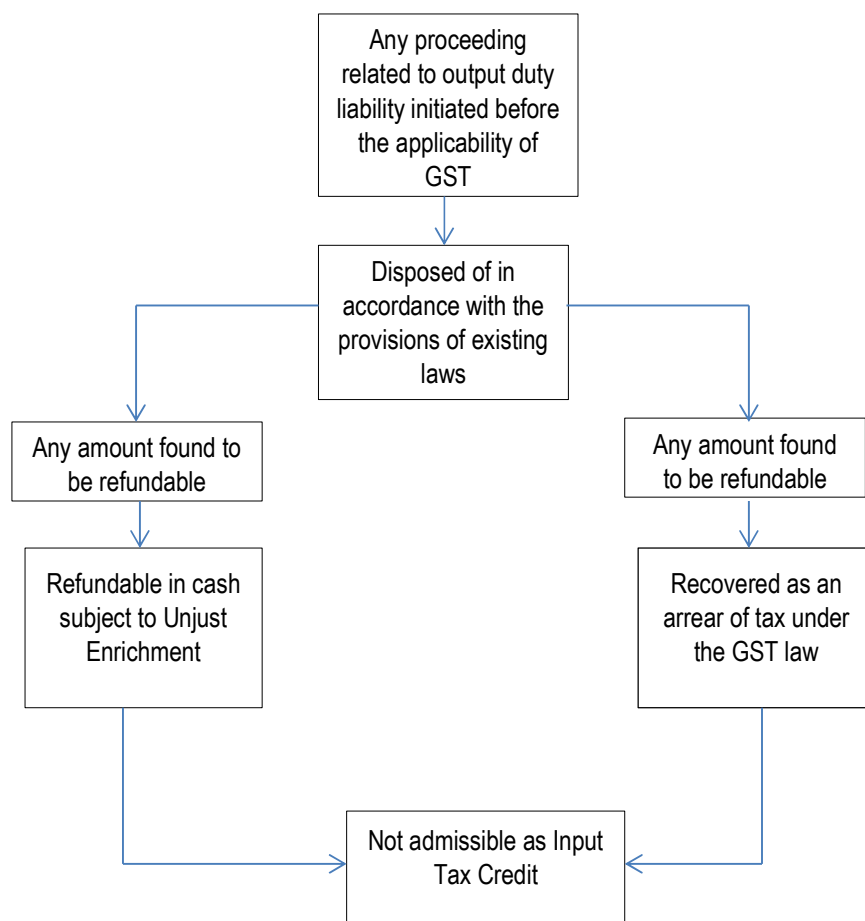 Any proceeding
related to output duty
liability initiated before
the applicability of
GST
Disposed of in
accordance with the
provisions of existing
laws
Any amount found to
be refundable
Any amount found
to be refundable
Refundable in cash
subject to Unjust
Enrichment
Recovered as an
arrear of tax under
the GST law
Not admissible as Input
Tax Credit